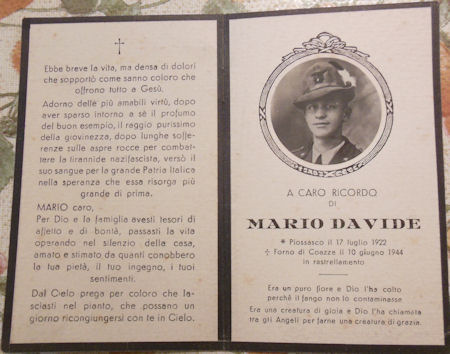 Ebbe breve la vita, ma densa di dolori
che sopportò come sanno coloro che
offrono tutto a Gesù.
Adorno delle più amabili virtù, dopo
aver sparso intorno a sè il profumo
del buon esempio, il raggio purissimo
della giovinezza, dopo lunghe soffe-
renze sulle aspre rocce per combatte-
re la tirannide nazifascista, versò il
suo sangue per la grande Patria Italica
nella speranza che essa risorga più
grande di prima.
MARIO caro,
Per Dio e la famiglia avesti tesori di
affetto e di bontà, passasti la vita
operando nel silenzio della casa,
amato e stimato da quanti conobbero
la tua pietà, il tuo ingegno, i tuoi
sentimenti.
Dal Cielo prega per coloro che la-
sciasti nel pianto, che possano un
giorno ricongiungersi con te in Cielo.
A CARO RICORDO
DI
MARIO DAVIDE
* Piossasco il 17 luglio 1922
† Forno di Coazze il 10 giugno 1944
in rastrellamento
Era un puro fiore e Dio l'ha colto
perchè il fango non lo contaminasse
Era una creatura di gioia e Dio l'ha chiamata
tra gli Angeli per farne una creatura di grazia.